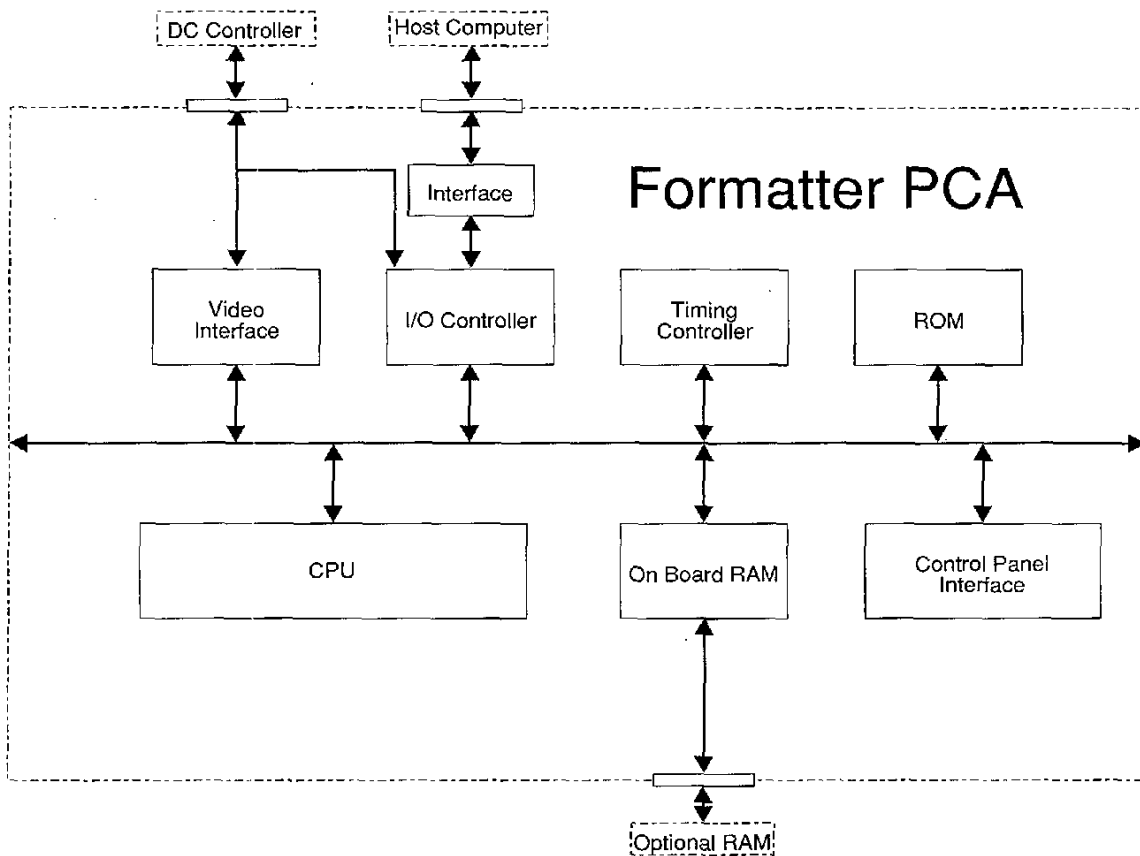 DC Controller
Host Computer
Interface
Formatter PCA
Video
Interface
I/O Controller
Timing
Controller
ROM
CPU
On Board RAM
Control Panel
Interface
Optional RAM